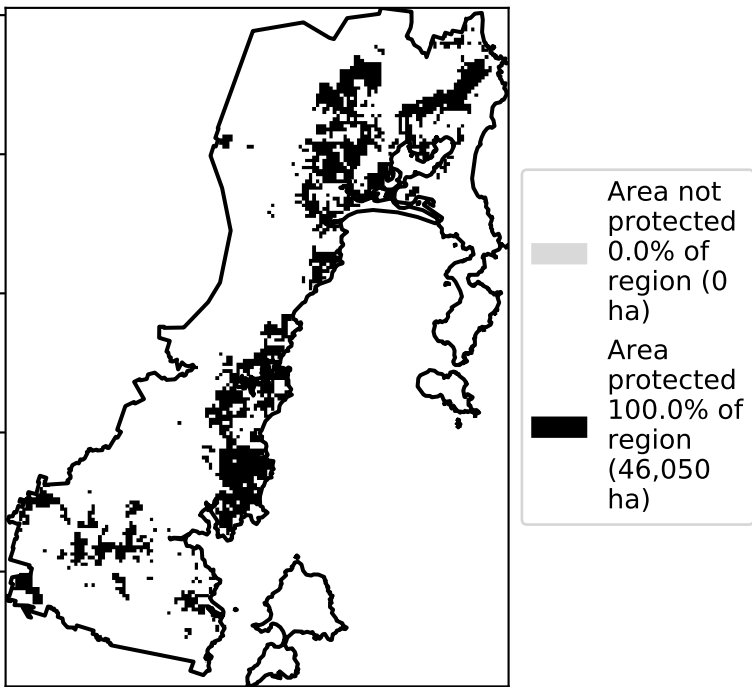 Area not
protected
0.0% of
region (0
ha)
Area
protected
100.0% of
region
(46,050
ha)